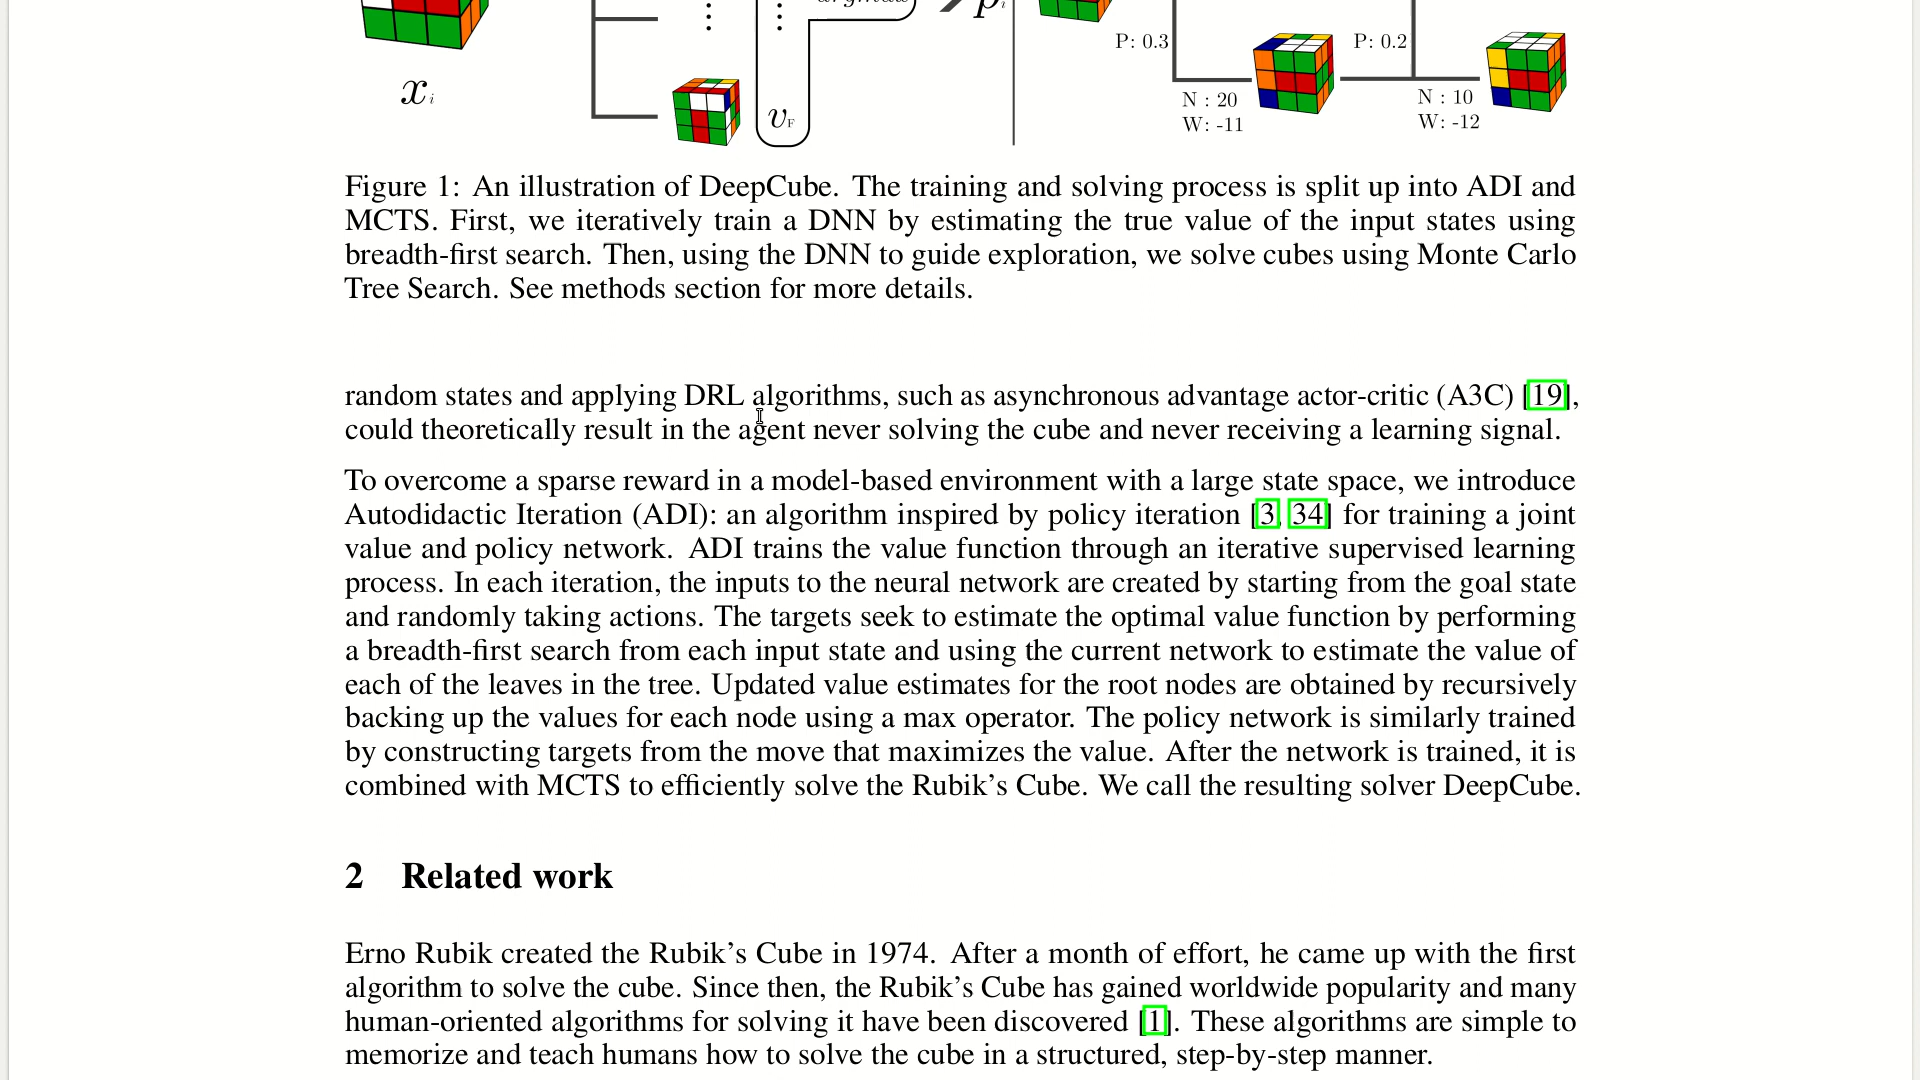 P: 0.3
P: 0.2
xᵢ
N : 20
N : 10
W: -11
W: -12
v_F
pᵢ
Figure 1: An illustration of DeepCube. The training and solving process is split up into ADI and
MCTS. First, we iteratively train a DNN by estimating the true value of the input states using
breadth-first search. Then, using the DNN to guide exploration, we solve cubes using Monte Carlo
Tree Search. See methods section for more details.
random states and applying DRL algorithms, such as asynchronous advantage actor-critic (A3C) [19],
could theoretically result in the agent never solving the cube and never receiving a learning signal.
To overcome a sparse reward in a model-based environment with a large state space, we introduce
Autodidactic Iteration (ADI): an algorithm inspired by policy iteration [3, 34] for training a joint
value and policy network. ADI trains the value function through an iterative supervised learning
process. In each iteration, the inputs to the neural network are created by starting from the goal state
and randomly taking actions. The targets seek to estimate the optimal value function by performing
a breadth-first search from each input state and using the current network to estimate the value of
each of the leaves in the tree. Updated value estimates for the root nodes are obtained by recursively
backing up the values for each node using a max operator. The policy network is similarly trained
by constructing targets from the move that maximizes the value. After the network is trained, it is
combined with MCTS to efficiently solve the Rubik's Cube. We call the resulting solver DeepCube.
2 Related work
Erno Rubik created the Rubik's Cube in 1974. After a month of effort, he came up with the first
algorithm to solve the cube. Since then, the Rubik's Cube has gained worldwide popularity and many
human-oriented algorithms for solving it have been discovered [1]. These algorithms are simple to
memorize and teach humans how to solve the cube in a structured, step-by-step manner.